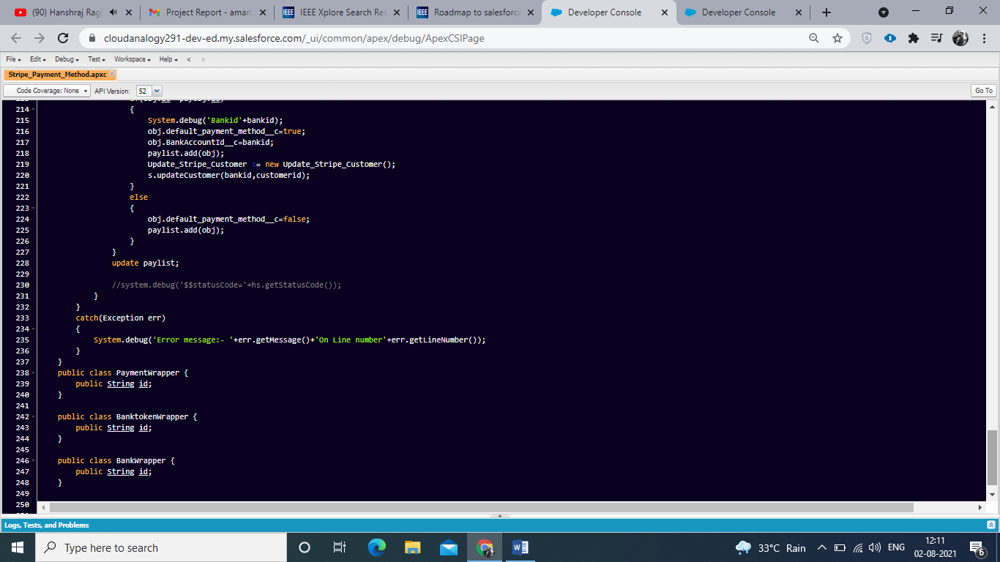 (90) Hanshraj Rag
Project Report - aman
IEEE Xplore Search Res
Roadmap to salesforce
Developer Console
Developer Console
cloudanalogy291-dev-ed.my.salesforce.com/_ui/common/apex/debug/ApexCSIPage
File Edit Debug Test Workspace Help < >
Stripe_Payment_Method.apxc
Code Coverage: None API Version: 52 Go To
214 {
215 System.debug('Bankid'+bankid);
216 obj.default_payment_method__c=true;
217 obj.BankAccountId__c=bankid;
218 paylist.add(obj);
219 Update_Stripe_Customer s= new Update_Stripe_Customer();
220 s.updateCustomer(bankid,customerid);
221 }
222 else
223 {
224 obj.default_payment_method__c=false;
225 paylist.add(obj);
226 }
227 }
228 update paylist;
229
230 //system.debug('$$statusCode='+hs.getStatusCode());
231 }
232 }
233 catch(Exception err)
234 {
235 System.debug('Error message:- '+err.getMessage()+'On Line number'+err.getLineNumber());
236 }
237 }
238 public class PaymentWrapper {
239 public String id;
240 }
241
242 public class BanktokenWrapper {
243 public String id;
244 }
245
246 public class BankWrapper {
247 public String id;
248 }
249
250
Logs, Tests, and Problems
Type here to search
33°C Rain
ENG
12:11
02-08-2021
6